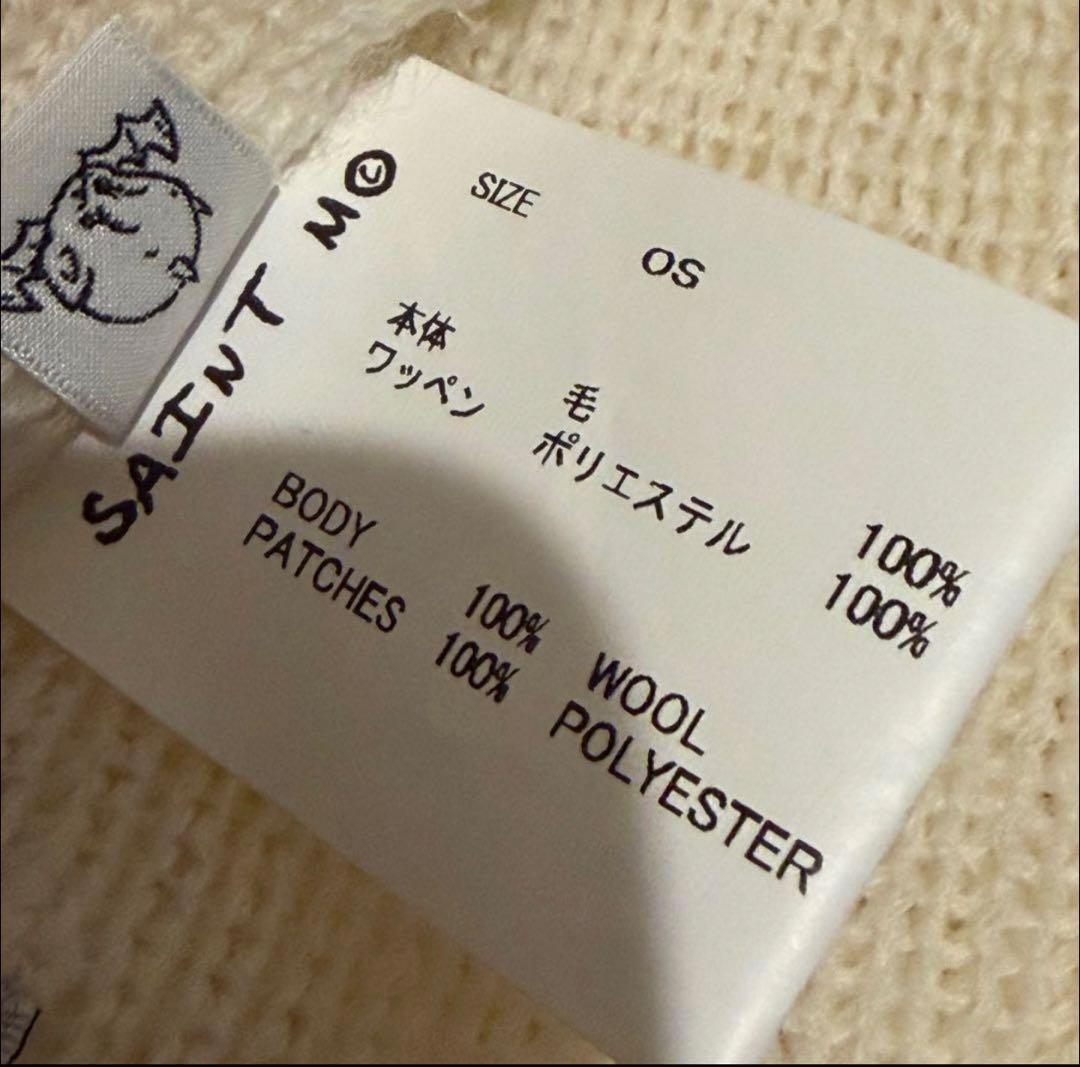 SAINT M©
SIZE
OS
本体 毛 100%
ワッペン ポリエステル 100%
BODY 100% WOOL
PATCHES 100% POLYESTER